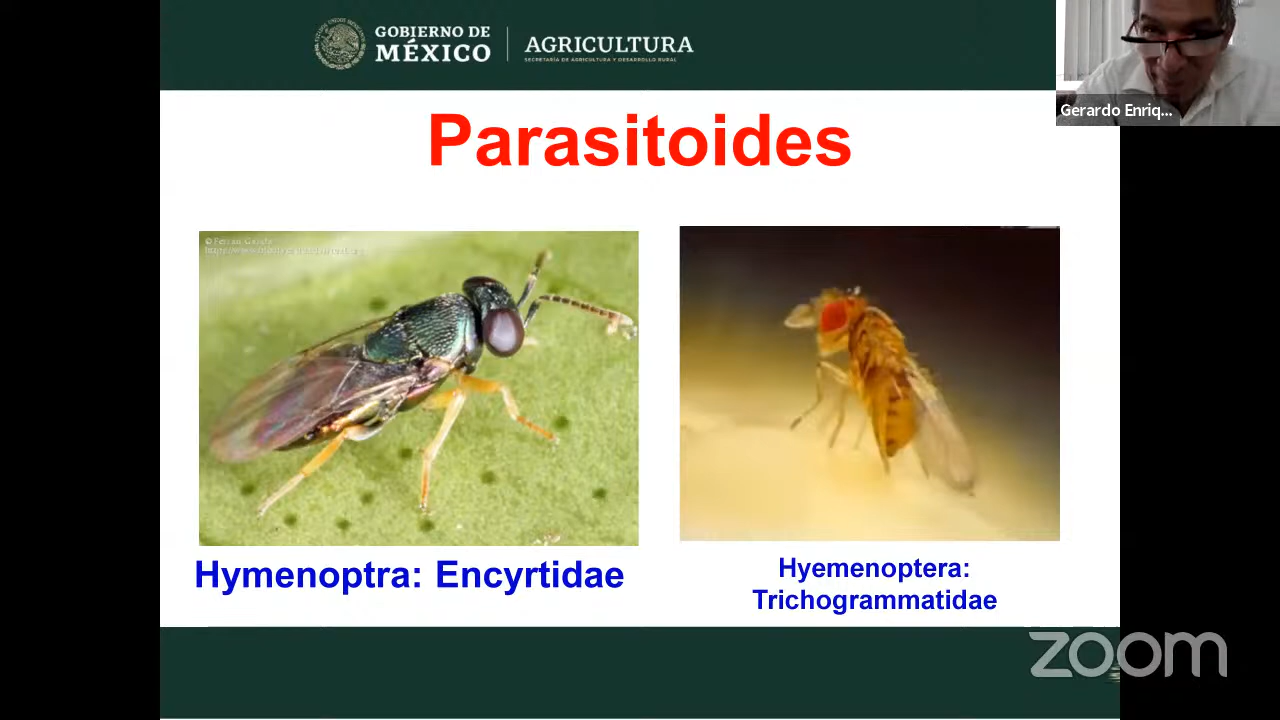 GOBIERNO DE
MÉXICO
AGRICULTURA
SECRETARÍA DE AGRICULTURA Y DESARROLLO RURAL
Gerardo Enriq...
Parasitoides
Hymenoptra: Encyrtidae
Hyemenoptera:
Trichogrammatidae
zoom